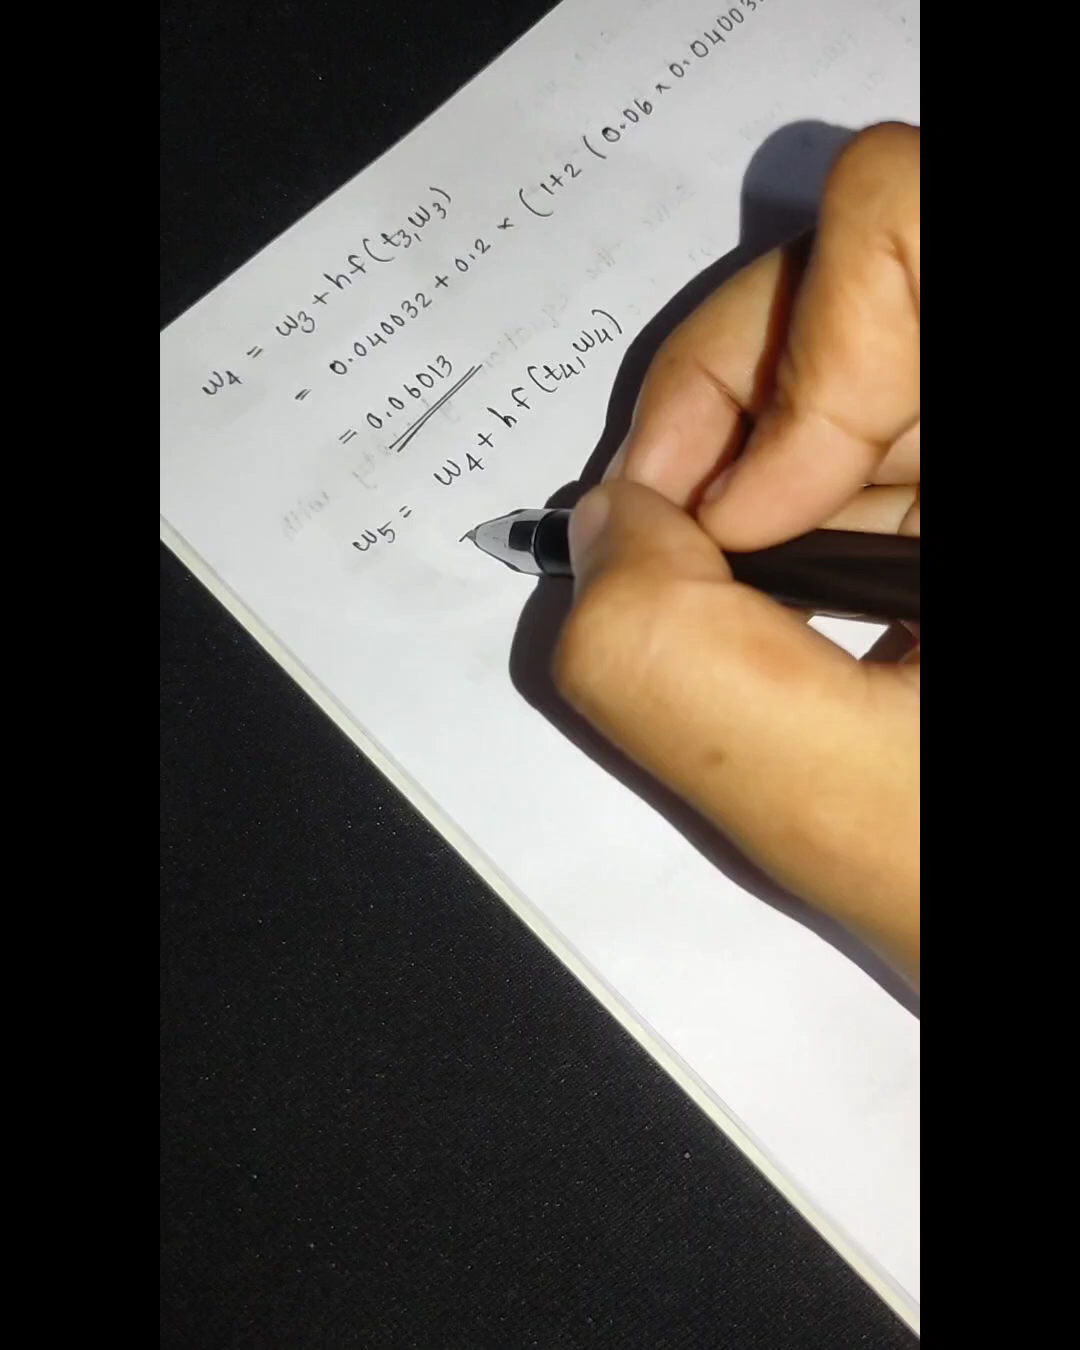 w4 = w3 + hf(t3,w3)
= 0.040032 + 0.2 × (1+2 (0.06 × 0.04003
= 0.06013
w5 = w4 + hf(t4,w4)